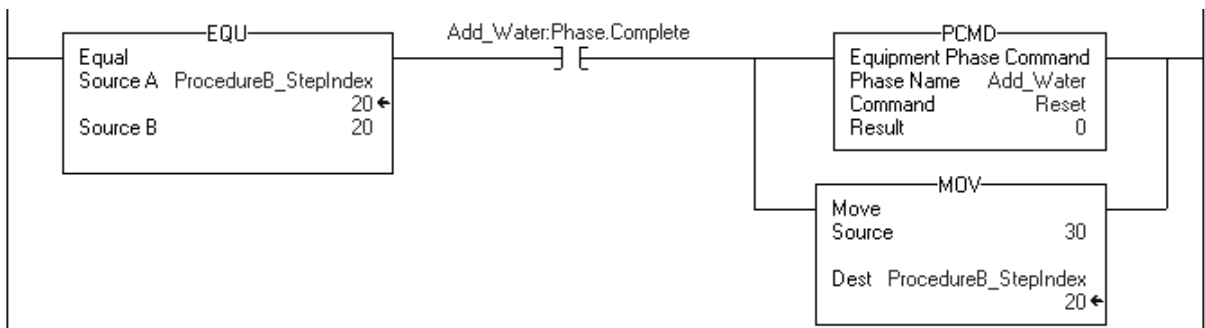 EQU
Equal
Source A ProcedureB_StepIndex
20
Source B 20
Add_Water:Phase.Complete
PCMD
Equipment Phase Command
Phase Name Add_Water
Command Reset
Result 0
MOV
Move
Source 30
Dest ProcedureB_StepIndex
20